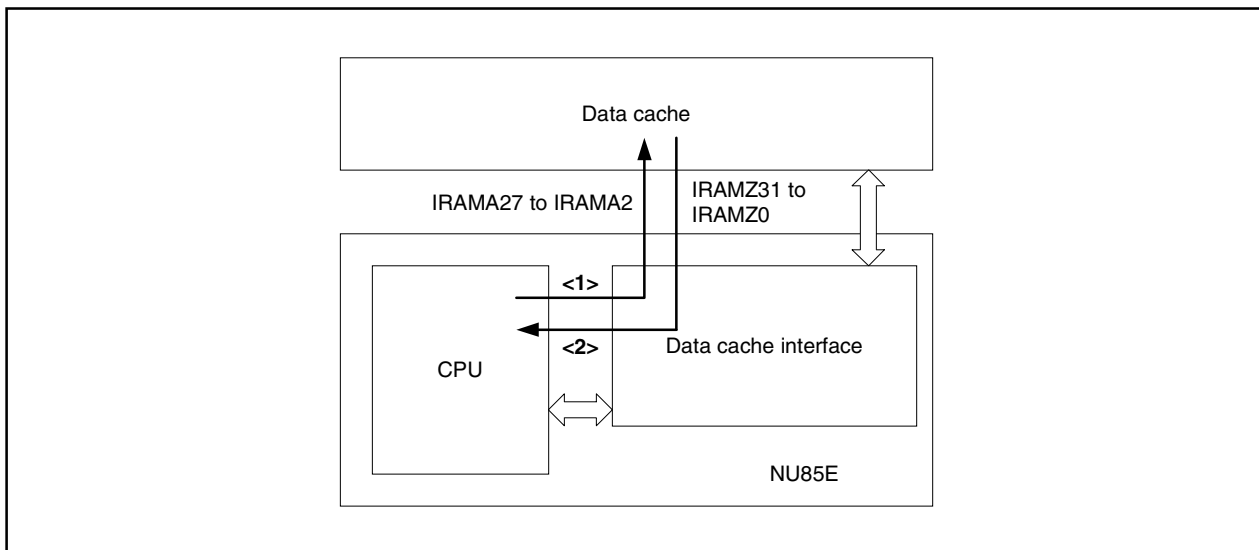 Data cache
IRAMA27 to IRAMA2
IRAMZ31 to
IRAMZ0
<1>
<2>
Data cache interface
CPU
NU85E